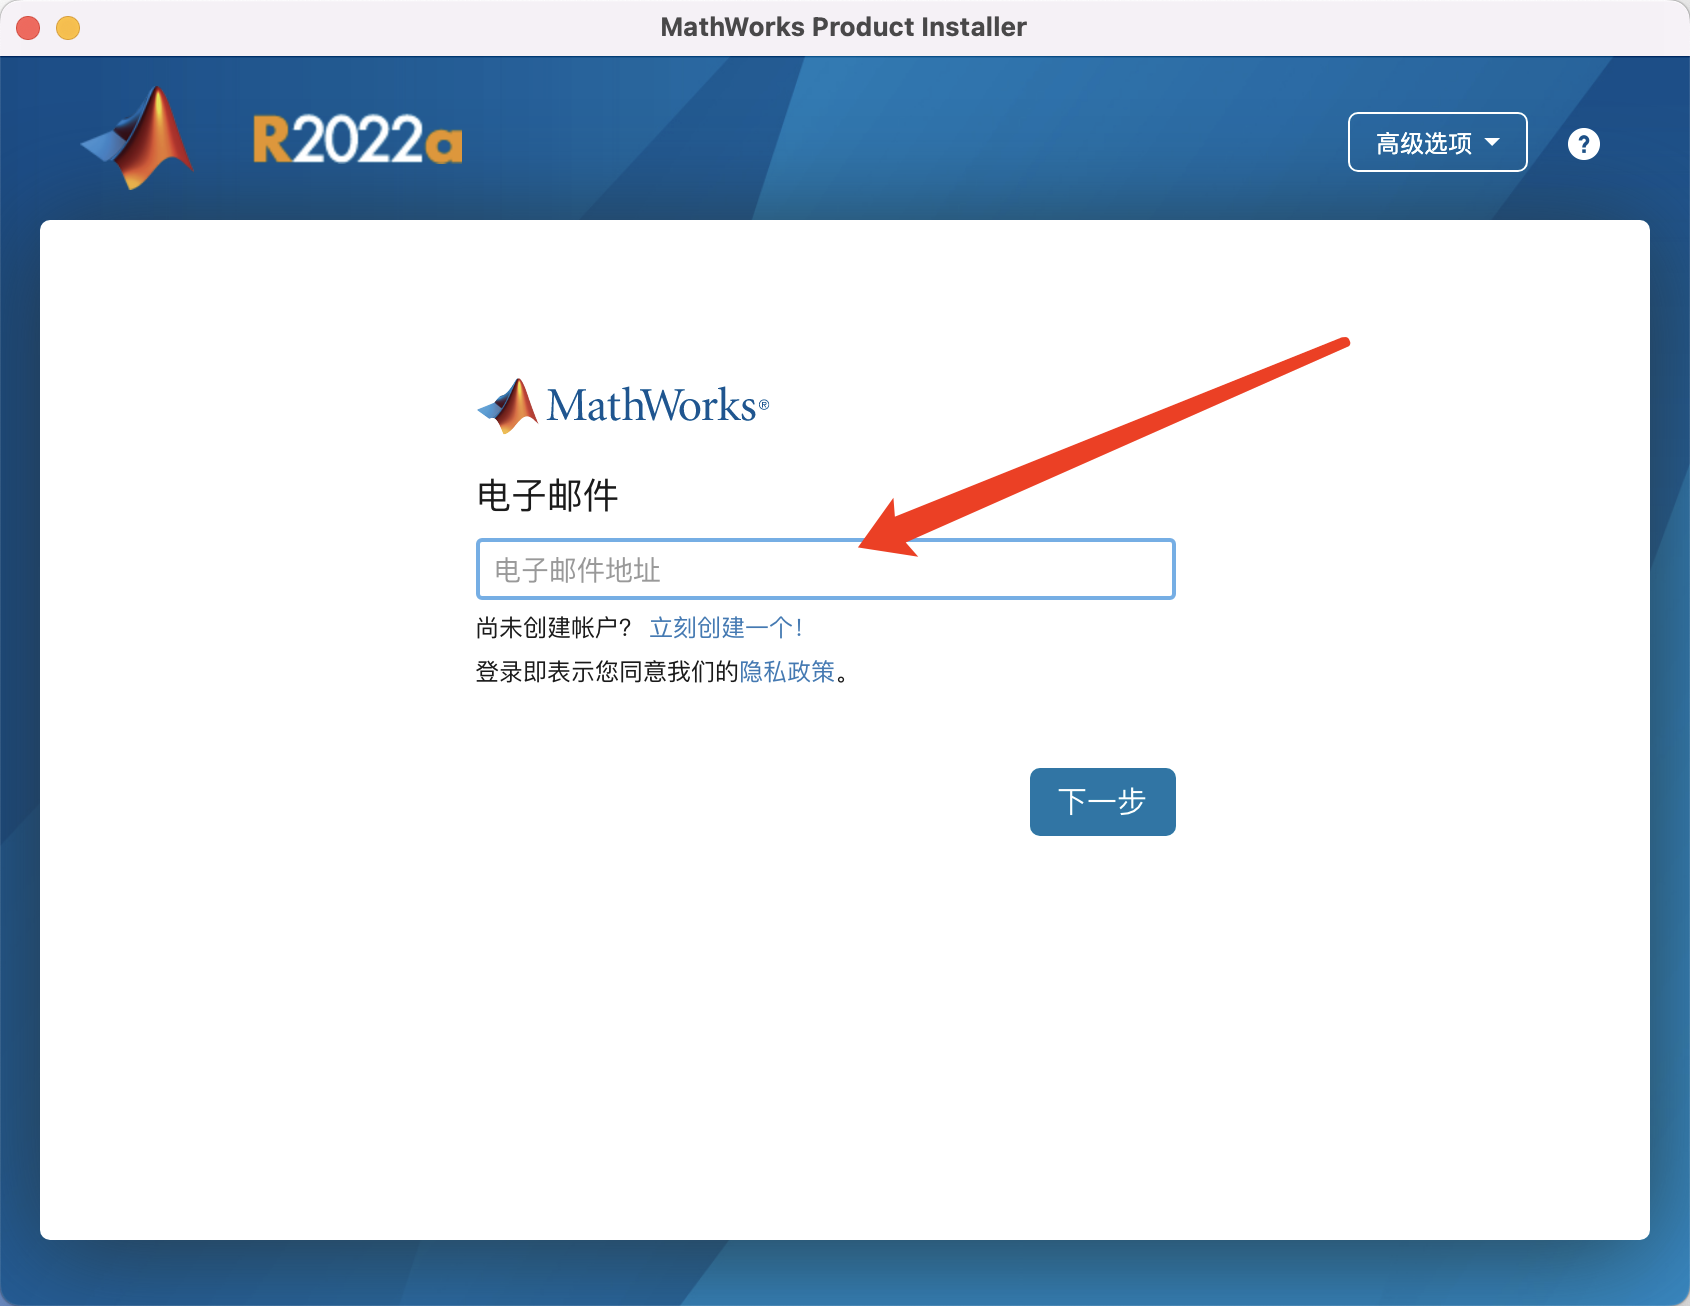 MathWorks Product Installer
R2022a
高级选项
?
MathWorks®
电子邮件
电子邮件地址
尚未创建帐户? 立刻创建一个!
登录即表示您同意我们的隐私政策。
下一步